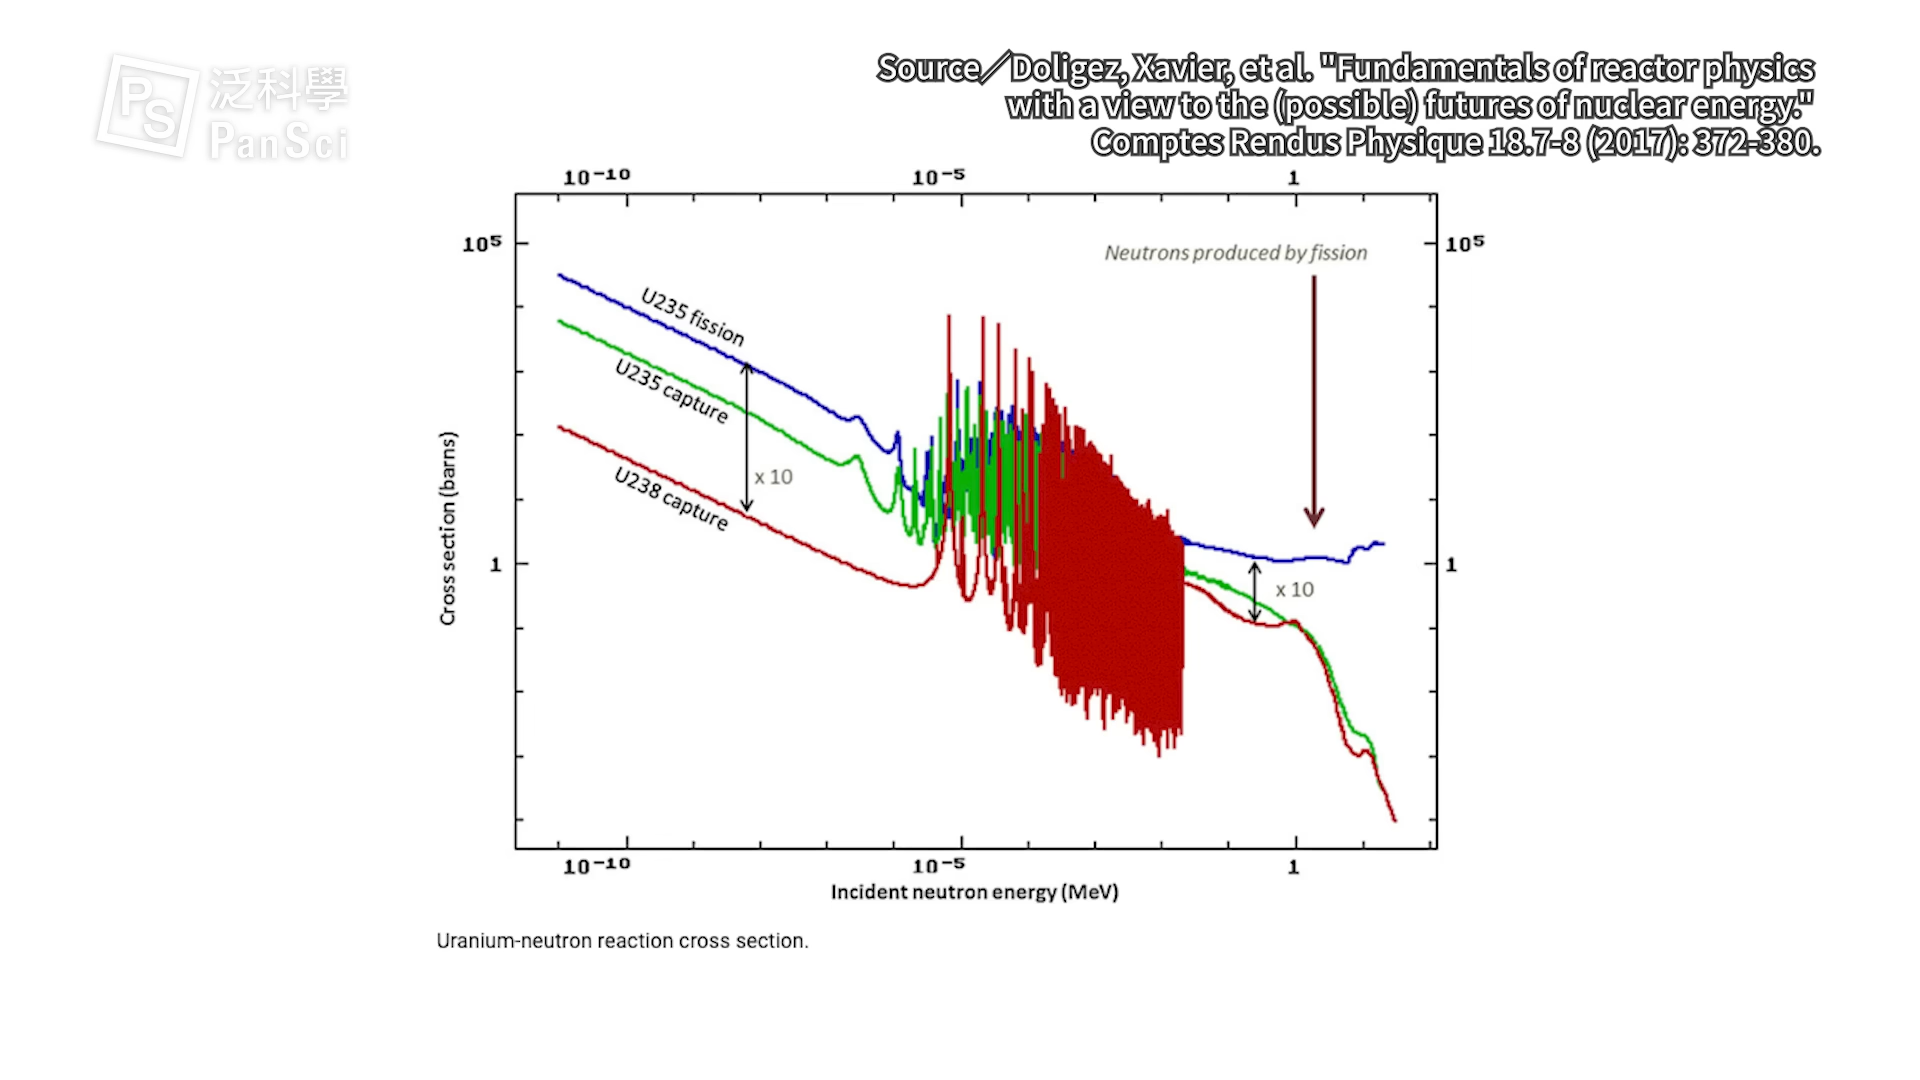 PS 泛科學
PanSci
Source／Doligez, Xavier, et al. "Fundamentals of reactor physics
with a view to the (possible) futures of nuclear energy."
Comptes Rendus Physique 18.7-8 (2017): 372-380.
10⁻¹⁰ 10⁻⁵ 1
10⁵ 10⁵
Neutrons produced by fission
U235 fission
U235 capture
x 10
U238 capture
Cross section (barns)
1 1
x 10
10⁻¹⁰ 10⁻⁵ 1
Incident neutron energy (MeV)
Uranium-neutron reaction cross section.